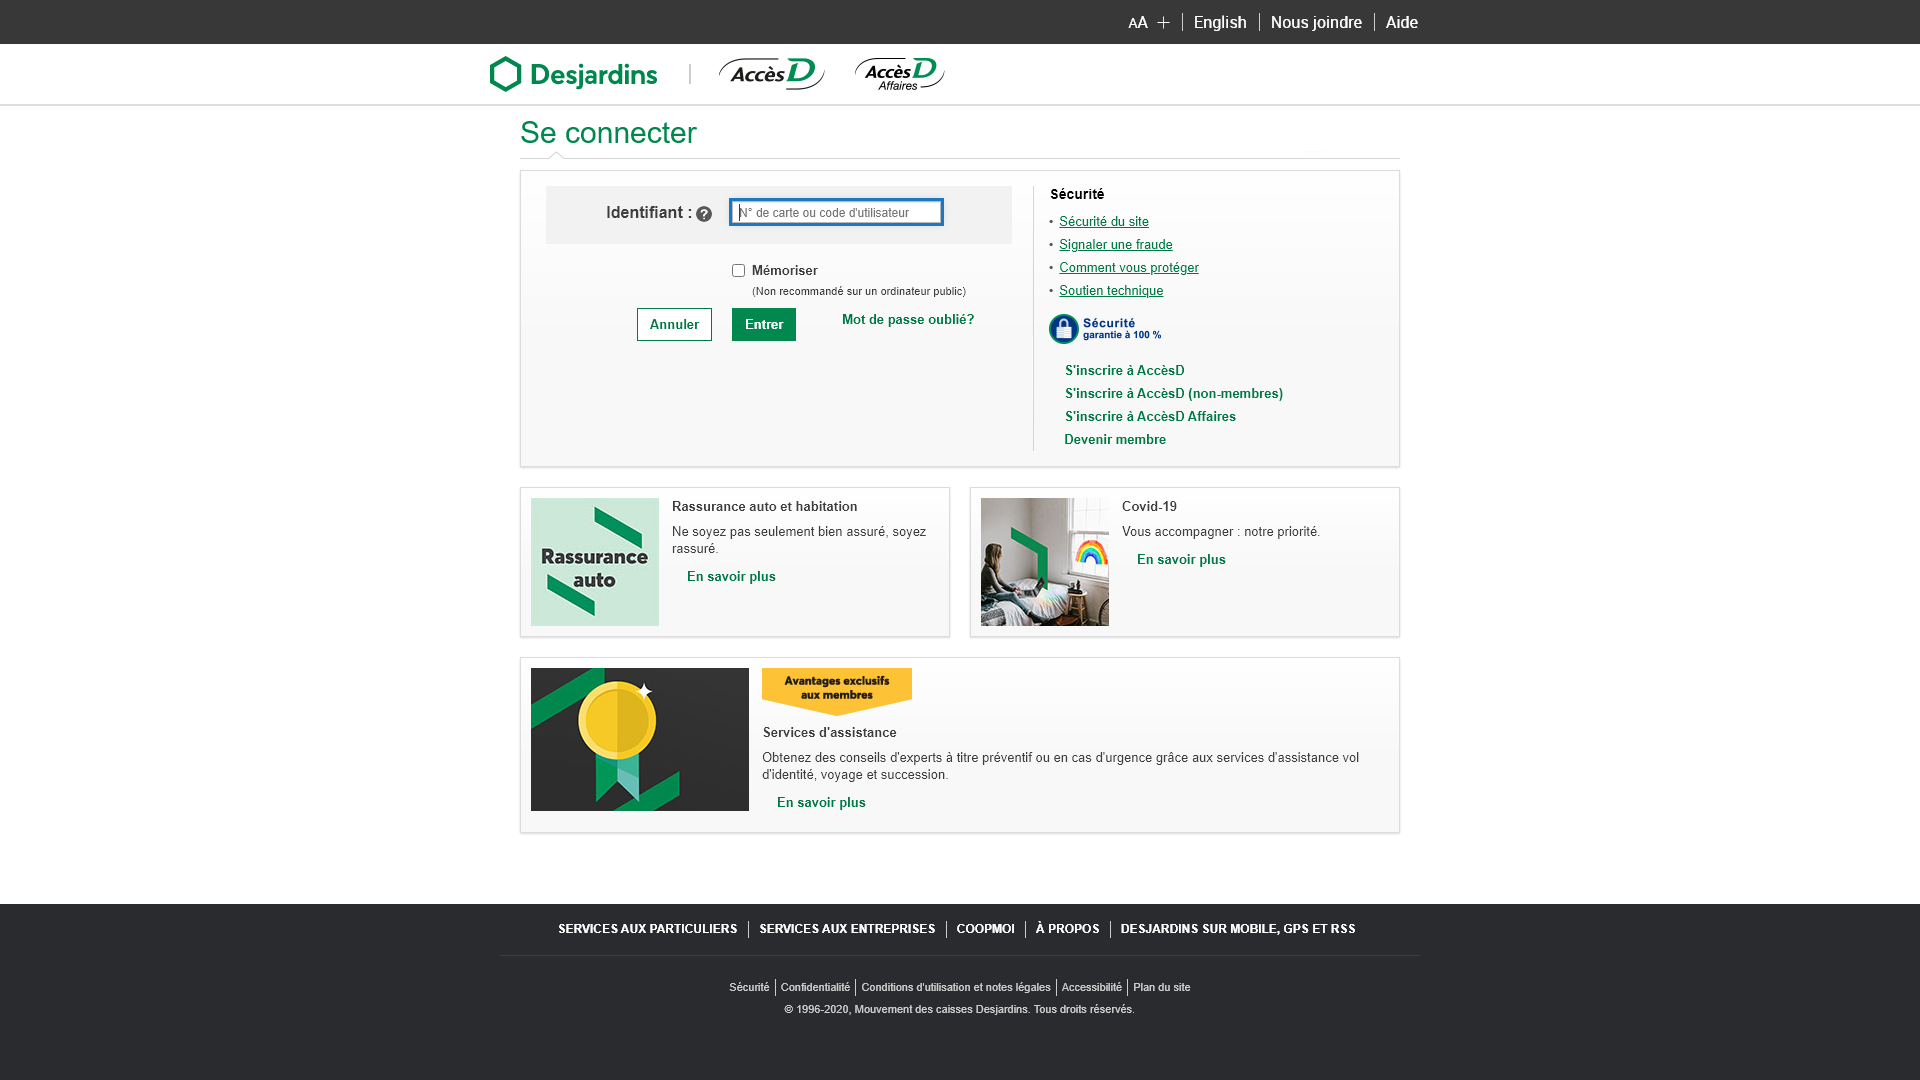 AA + English Nous joindre Aide
Desjardins AccèsD AccèsD Affaires
Se connecter
Identifiant : ?
N° de carte ou code d'utilisateur
Mémoriser
(Non recommandé sur un ordinateur public)
Annuler
Entrer
Mot de passe oublié?
Sécurité
• Sécurité du site
• Signaler une fraude
• Comment vous protéger
• Soutien technique
Sécurité
garantie à 100 %
S'inscrire à AccèsD
S'inscrire à AccèsD (non-membres)
S'inscrire à AccèsD Affaires
Devenir membre
Rassurance
auto
Rassurance auto et habitation
Ne soyez pas seulement bien assuré, soyez
rassuré.
En savoir plus
Covid-19
Vous accompagner : notre priorité.
En savoir plus
Avantages exclusifs
aux membres
Services d'assistance
Obtenez des conseils d'experts à titre préventif ou en cas d'urgence grâce aux services d'assistance vol
d'identité, voyage et succession.
En savoir plus
SERVICES AUX PARTICULIERS SERVICES AUX ENTREPRISES COOPMOI À PROPOS DESJARDINS SUR MOBILE, GPS ET RSS
Sécurité Confidentialité Conditions d'utilisation et notes légales Accessibilité Plan du site
© 1996-2020, Mouvement des caisses Desjardins. Tous droits réservés.